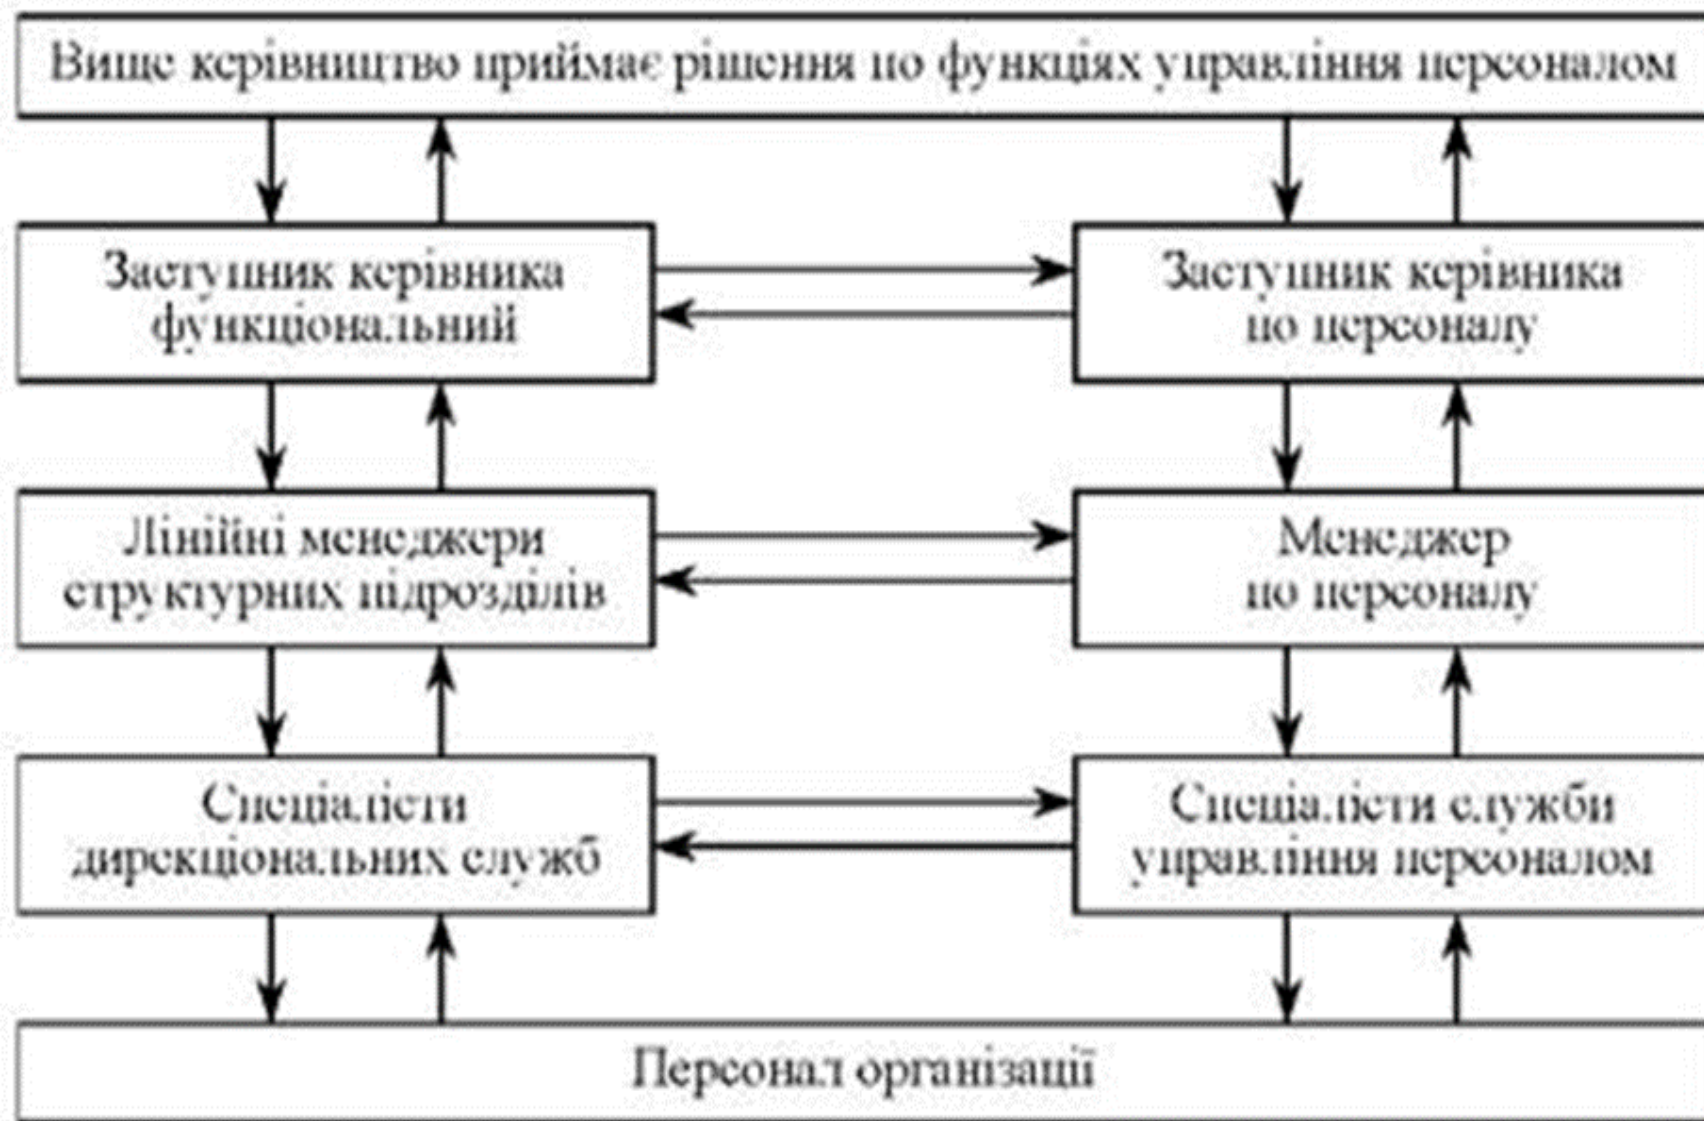 Вище керівництво приймає рішення по функціях управління персоналом
Заступник керівника
функціональний
Заступник керівника
по персоналу
Лінійні менеджери
структурних підрозділів
Менеджер
по персоналу
Спеціалісти
дирекціональних служб
Спеціалісти служби
управління персоналом
Персонал організації